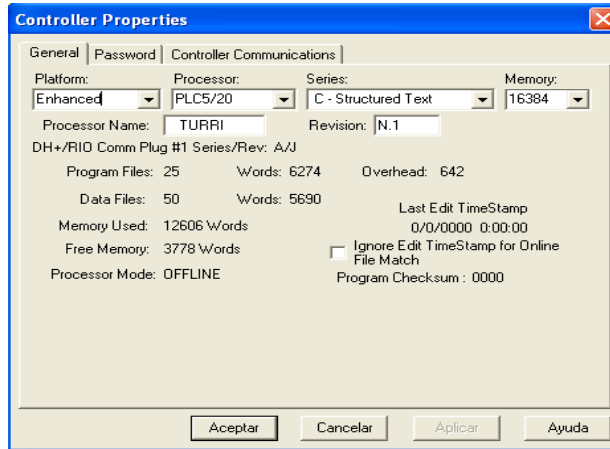 Controller Properties
General Password Controller Communications
Platform: Processor: Series: Memory:
Enhanced PLC5/20 C - Structured Text 16384
Processor Name: TURRI Revision: N.1
DH+/RIO Comm Plug #1 Series/Rev: A/J
Program Files: 25 Words: 6274 Overhead: 642
Data Files: 50 Words: 5690
Last Edit TimeStamp
Memory Used: 12606 Words 0/0/0000 0:00:00
Free Memory: 3778 Words Ignore Edit TimeStamp for Online
File Match
Processor Mode: OFFLINE Program Checksum : 0000
Aceptar Cancelar Aplicar Ayuda